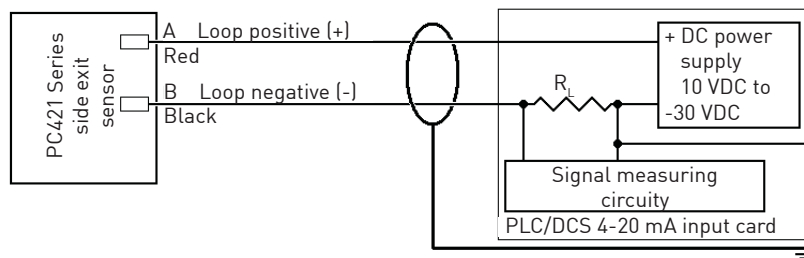 PC421 Series
side exit
sensor
A Loop positive (+)
Red
B Loop negative (-)
Black
R_L
+ DC power
supply
10 VDC to
-30 VDC
Signal measuring
circuity
PLC/DCS 4-20 mA input card